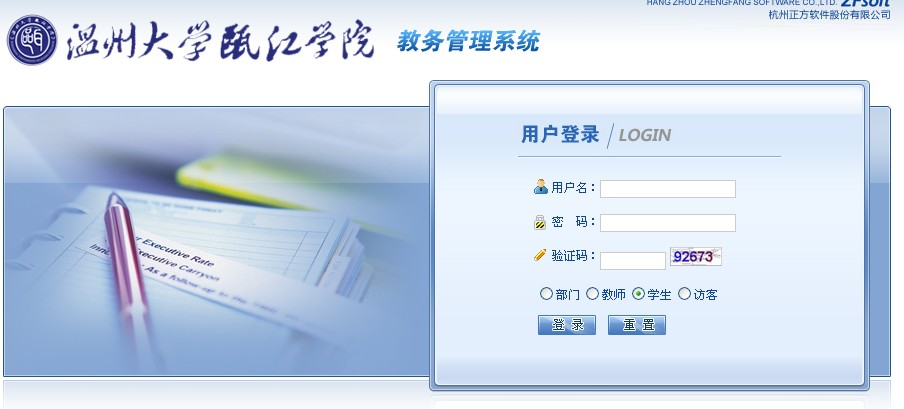 HANG ZHOU ZHENGFANG SOFTWARE CO.,LTD. ZFsoft
杭州正方软件股份有限公司
温州大学瓯江学院 教务管理系统
用户登录 / LOGIN
用户名：
密 码：
验证码： 92673
部门 教师 学生 访客
登 录 重 置
Executive Rate
Executive Carryon
As a follow-up to the